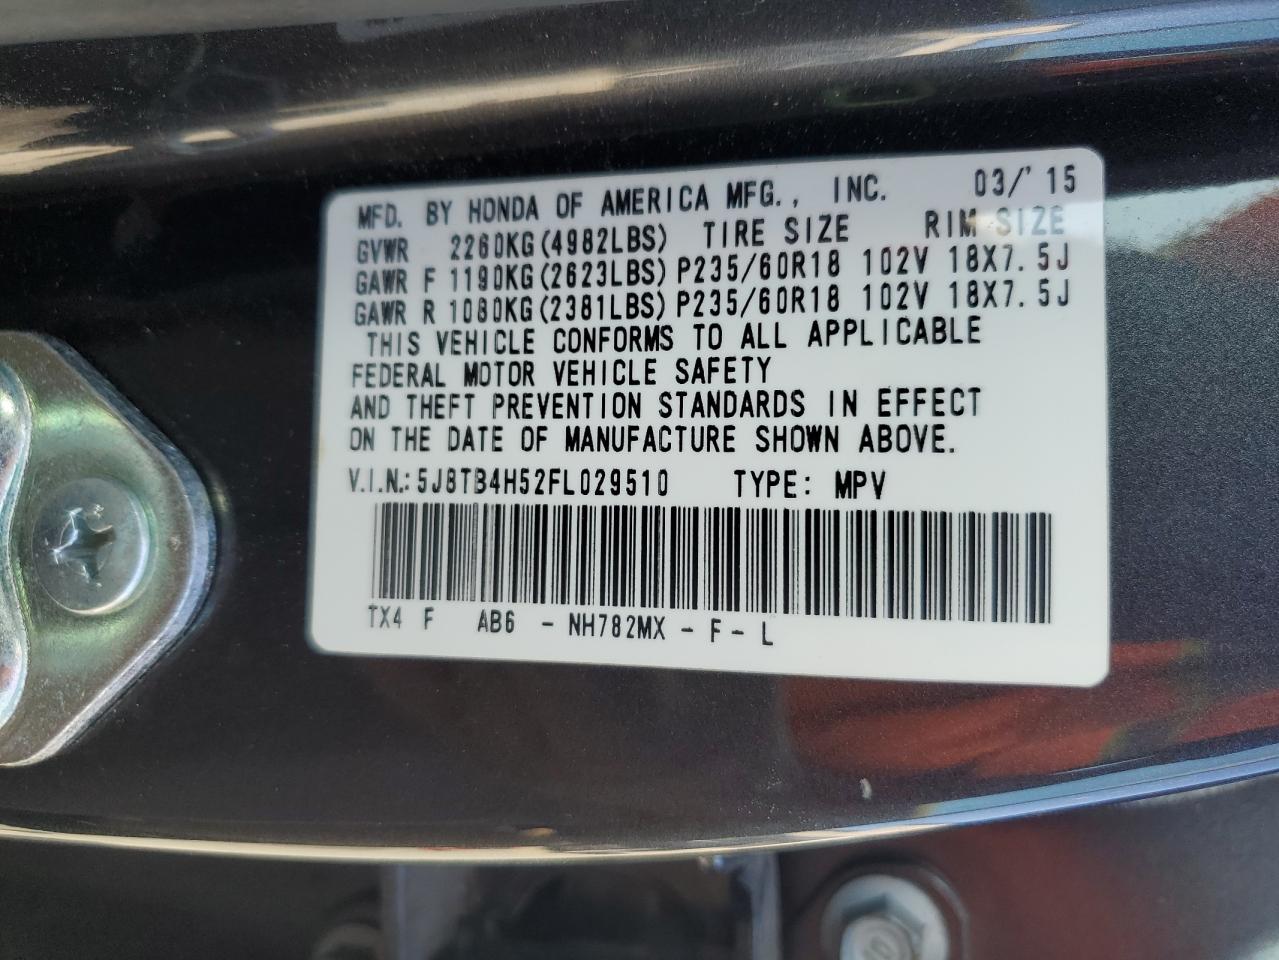 MFD. BY HONDA OF AMERICA MFG., INC. 03/'15
GVWR 2260KG(4982LBS) TIRE SIZE RIM SIZE
GAWR F 1190KG(2623LBS) P235/60R18 102V 18X7.5J
GAWR R 1080KG(2381LBS) P235/60R18 102V 18X7.5J
THIS VEHICLE CONFORMS TO ALL APPLICABLE
FEDERAL MOTOR VEHICLE SAFETY
AND THEFT PREVENTION STANDARDS IN EFFECT
ON THE DATE OF MANUFACTURE SHOWN ABOVE.
V.I.N.: 5J8TB4H52FL029510 TYPE: MPV
TX4 F AB6 - NH782MX - F - L